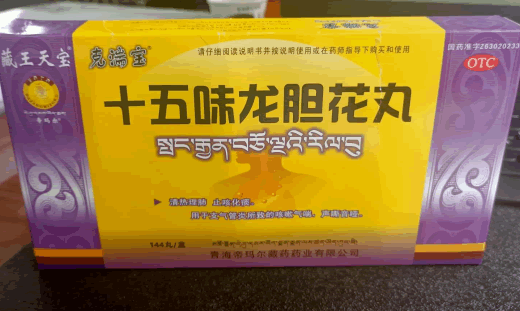 藏王天宝
克瑞宝
请仔细阅读说明书并按说明使用或在药师指导下购买和使用
国药准字Z63020233
OTC
十五味龙胆花丸
སྤང་རྒྱན་བཅོ་ལྔའི་རིལ་བུ
清热理肺 止咳化痰
用于支气管炎所致的咳嗽气喘，声嘶音哑。
144丸/盒
青海帝玛尔藏药药业有限公司